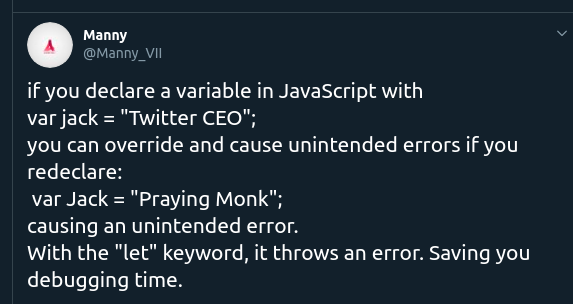 Manny
@Manny_VII
if you declare a variable in JavaScript with
var jack = "Twitter CEO";
you can override and cause unintended errors if you
redeclare:
var Jack = "Praying Monk";
causing an unintended error.
With the "let" keyword, it throws an error. Saving you
debugging time.